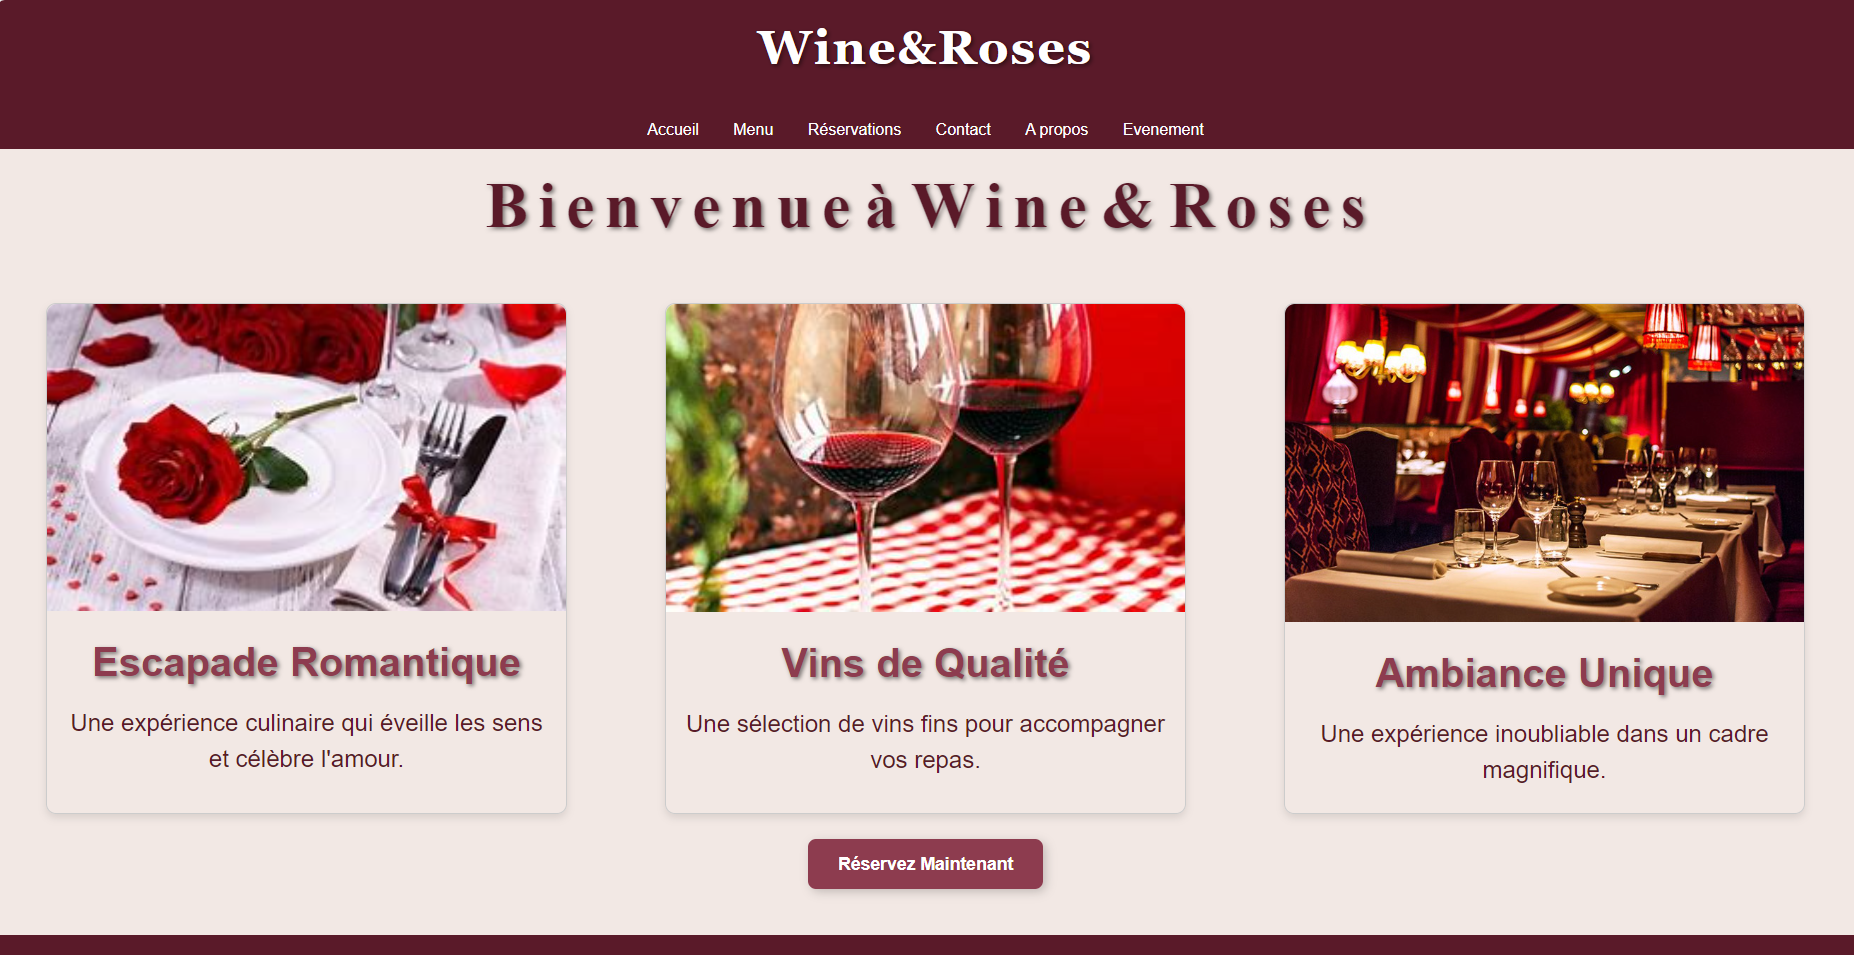 Wine&Roses
Accueil Menu Réservations Contact A propos Evenement
Bienvenue à Wine & Roses
Escapade Romantique
Une expérience culinaire qui éveille les sens
et célèbre l'amour.
Vins de Qualité
Une sélection de vins fins pour accompagner
vos repas.
Ambiance Unique
Une expérience inoubliable dans un cadre
magnifique.
Réservez Maintenant